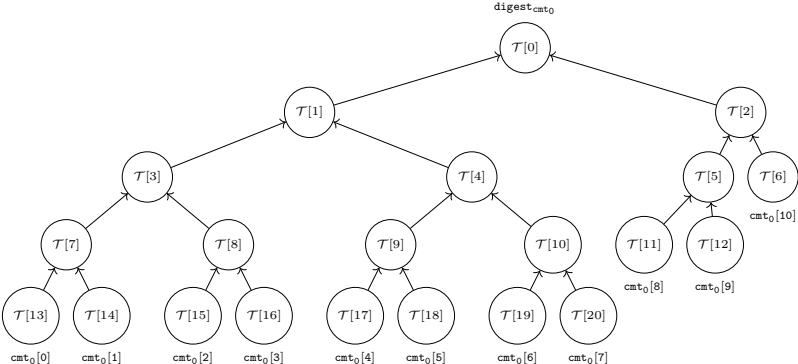 digest_cmt₀
𝒯[0]
𝒯[1]
𝒯[2]
𝒯[3]
𝒯[4]
𝒯[5]
𝒯[6]
cmt₀[10]
𝒯[7]
𝒯[8]
𝒯[9]
𝒯[10]
𝒯[11]
𝒯[12]
cmt₀[8]
cmt₀[9]
𝒯[13]
𝒯[14]
𝒯[15]
𝒯[16]
𝒯[17]
𝒯[18]
𝒯[19]
𝒯[20]
cmt₀[0]
cmt₀[1]
cmt₀[2]
cmt₀[3]
cmt₀[4]
cmt₀[5]
cmt₀[6]
cmt₀[7]